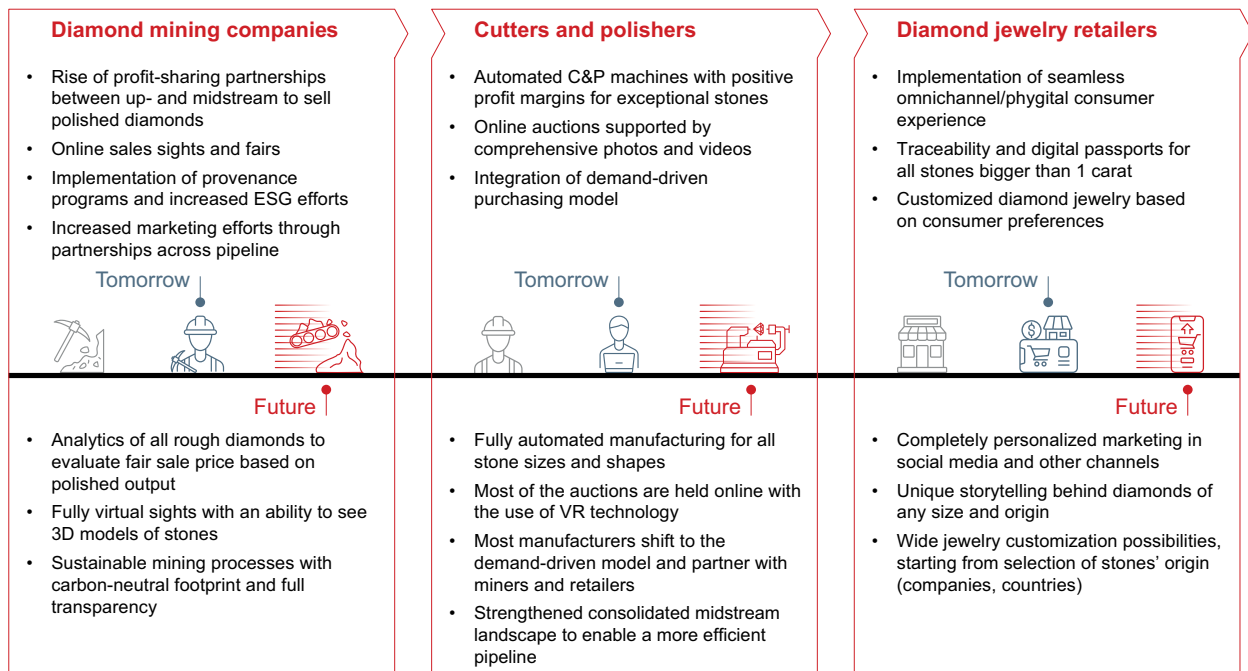 Diamond mining companies
• Rise of profit-sharing partnerships
between up- and midstream to sell
polished diamonds
• Online sales sights and fairs
• Implementation of provenance
programs and increased ESG efforts
• Increased marketing efforts through
partnerships across pipeline
Tomorrow
Future
• Analytics of all rough diamonds to
evaluate fair sale price based on
polished output
• Fully virtual sights with an ability to see
3D models of stones
• Sustainable mining processes with
carbon-neutral footprint and full
transparency
Cutters and polishers
• Automated C&P machines with positive
profit margins for exceptional stones
• Online auctions supported by
comprehensive photos and videos
• Integration of demand-driven
purchasing model
Tomorrow
Future
• Fully automated manufacturing for all
stone sizes and shapes
• Most of the auctions are held online with
the use of VR technology
• Most manufacturers shift to the
demand-driven model and partner with
miners and retailers
• Strengthened consolidated midstream
landscape to enable a more efficient
pipeline
Diamond jewelry retailers
• Implementation of seamless
omnichannel/phygital consumer
experience
• Traceability and digital passports for
all stones bigger than 1 carat
• Customized diamond jewelry based
on consumer preferences
Tomorrow
$
Future
• Completely personalized marketing in
social media and other channels
• Unique storytelling behind diamonds of
any size and origin
• Wide jewelry customization possibilities,
starting from selection of stones’ origin
(companies, countries)